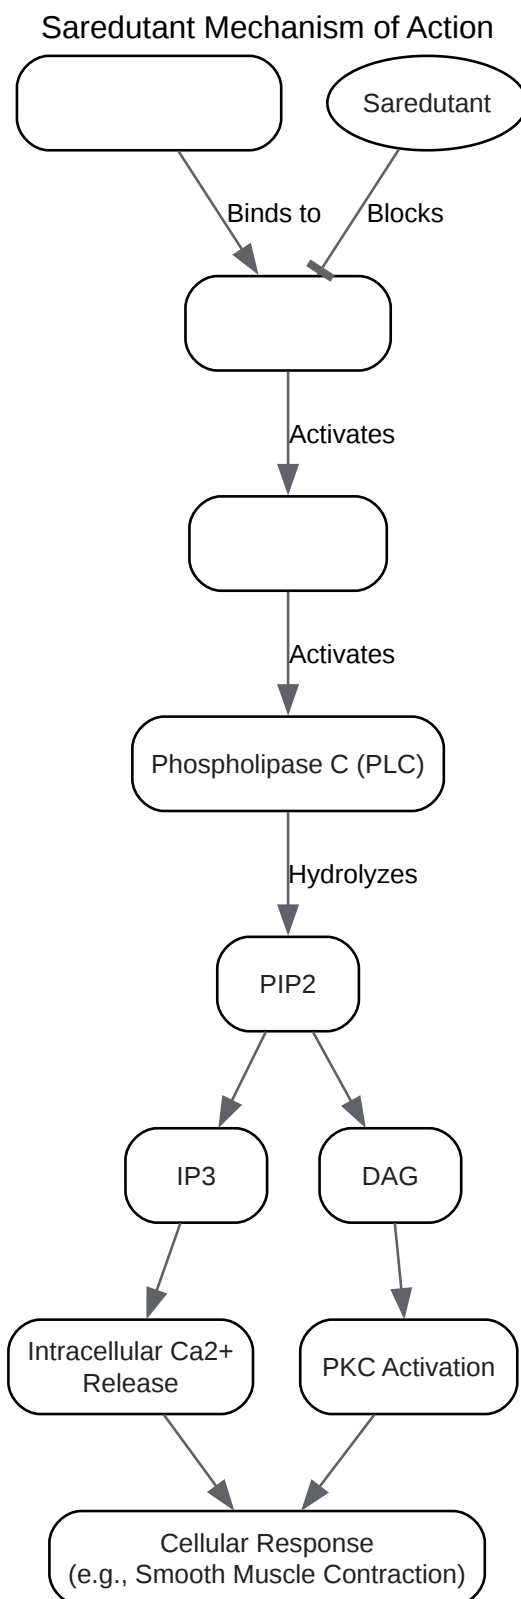 Saredutant Mechanism of Action
Saredutant
Binds to
Blocks
Activates
Activates
Phospholipase C (PLC)
Hydrolyzes
PIP2
IP3
DAG
Intracellular Ca2+
Release
PKC Activation
Cellular Response
(e.g., Smooth Muscle Contraction)